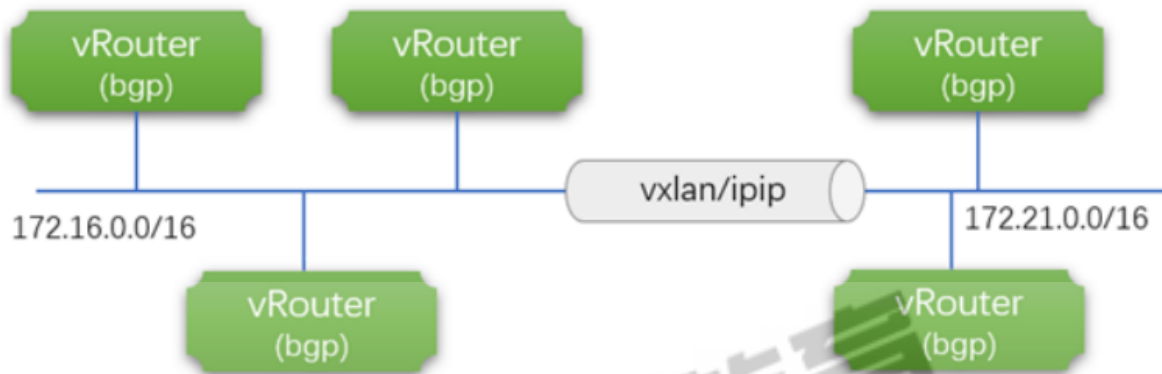 vRouter
(bgp)
vRouter
(bgp)
vRouter
(bgp)
vxlan/ipip
172.16.0.0/16
172.21.0.0/16
vRouter
(bgp)
vRouter
(bgp)